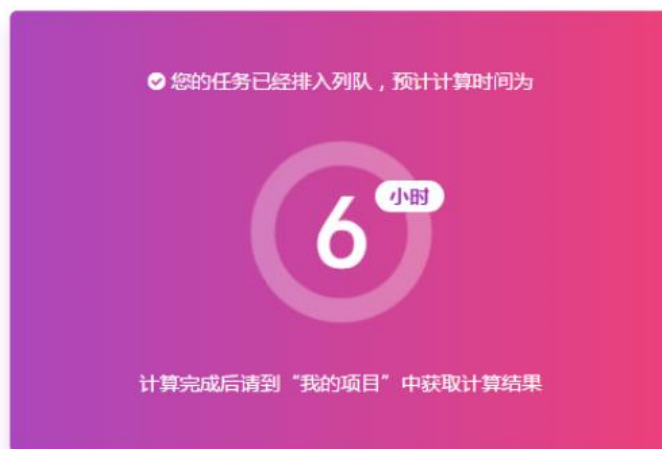 您的任务已经排入列队，预计计算时间为
小时
6
计算完成后请到“我的项目”中获取计算结果